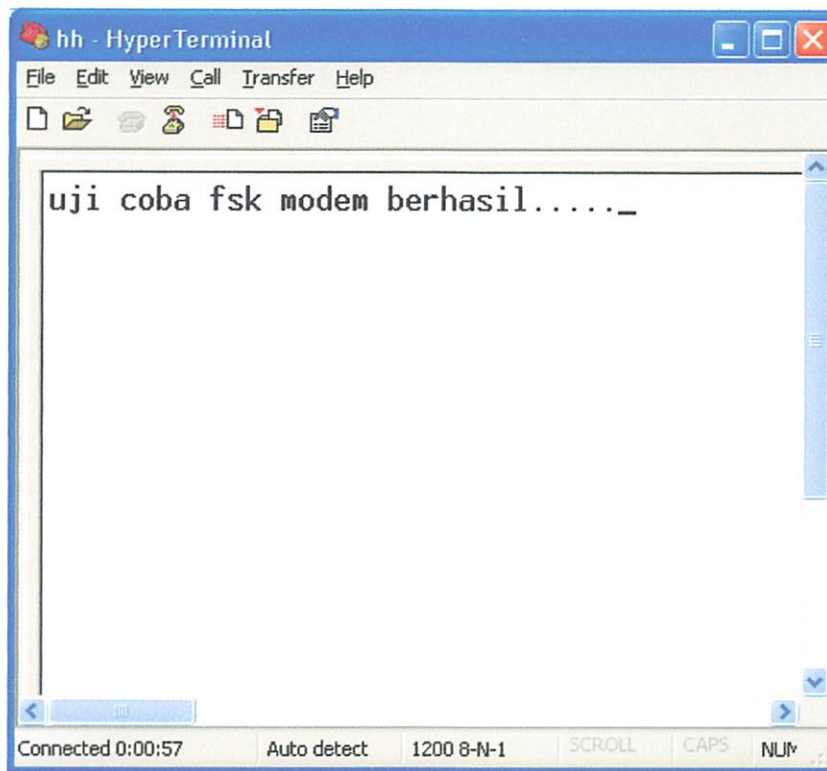 hh - HyperTerminal
File Edit View Call Transfer Help
uji coba fsk modem berhasil....._
Connected 0:00:57 Auto detect 1200 8-N-1 SCROLL CAPS NUM